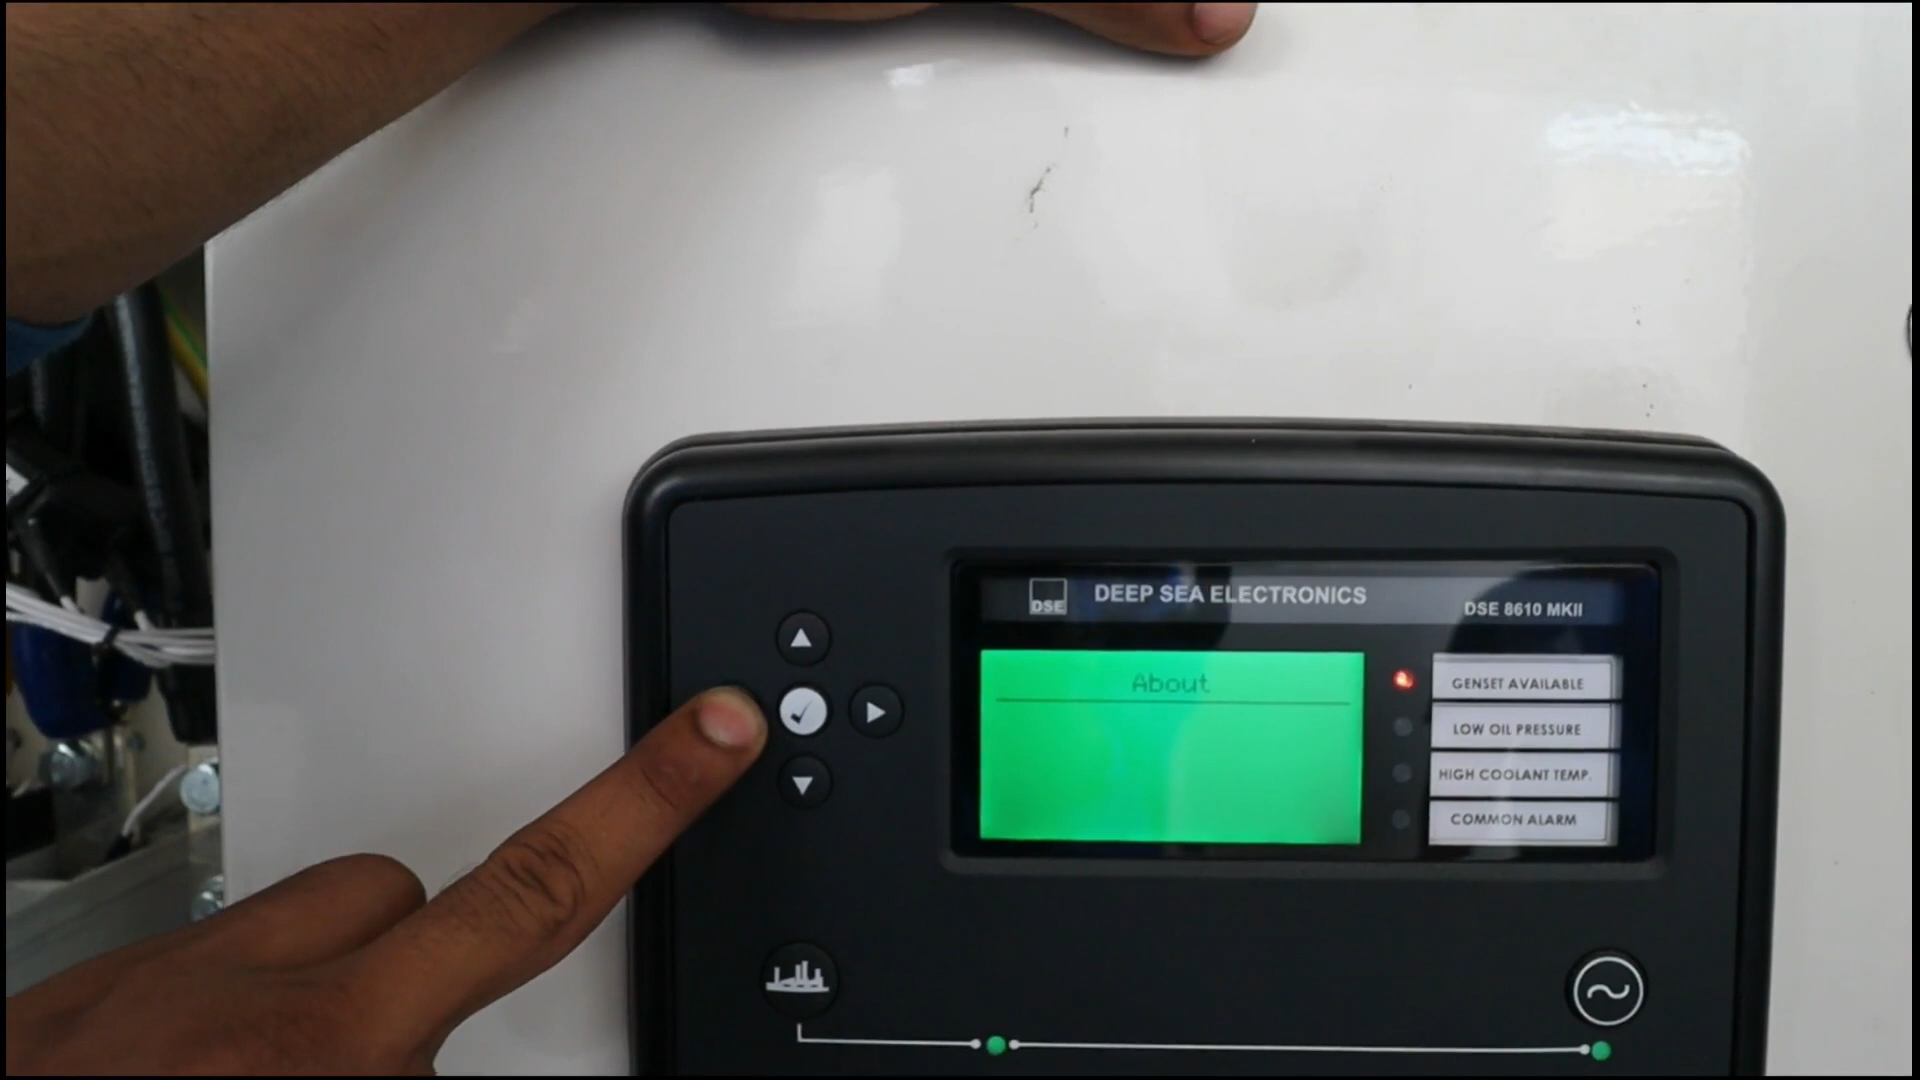 DSE
DEEP SEA ELECTRONICS
DSE 8610 MKII
About
GENSET AVAILABLE
LOW OIL PRESSURE
HIGH COOLANT TEMP.
COMMON ALARM